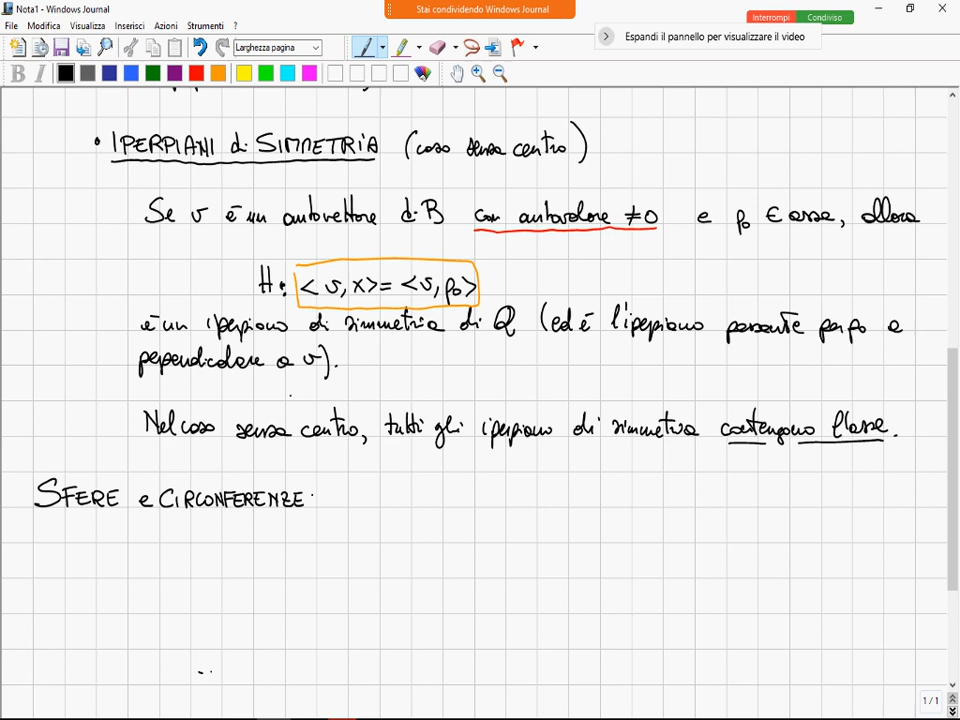 Nota1 - Windows Journal
Stai condividendo Windows Journal
Interrompi Condiviso
File Modifica Visualizza Inserisci Azioni Strumenti ?
Larghezza pagina
Espandi il pannello per visualizzare il video
B I
• IPERPIANI di SIMMETRIA (caso senza centro)
Se v è un autovettore di B con autovalore ≠0 e p₀ ∈ asse, allora
H: <v,x> = <v,p₀>
è un iperpiano di simmetria di Q (ed è l'iperpiano passante per p₀ e
perpendicolare a v).
Nel caso senza centro, tutti gli iperpiano di simmetria contengono l'asse.
SFERE e CIRCONFERENZE
1 / 1